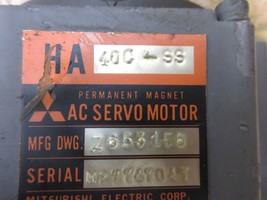 HA 40C-SS
PERMANENT MAGNET
AC SERVO MOTOR
MFG DWG.
SERIAL
MITSUBISHI ELECTRIC CORP.